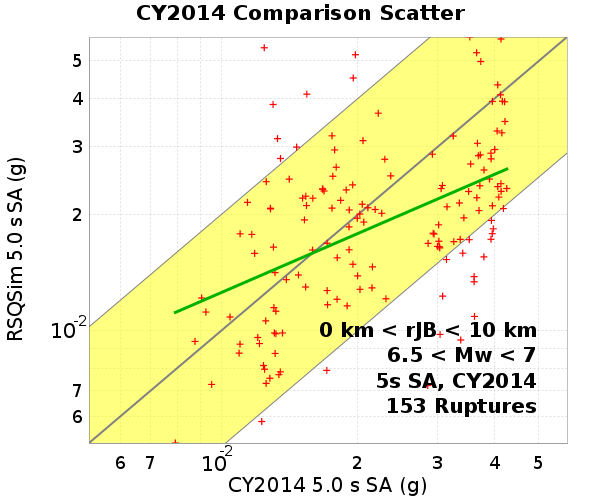 CY2014 Comparison Scatter
RSQSim 5.0 s SA (g)
5
4
3
2
10-2
7
6
0 km < rJB < 10 km
6.5 < Mw < 7
5s SA, CY2014
153 Ruptures
6 7 10-2 2 3 4 5
CY2014 5.0 s SA (g)